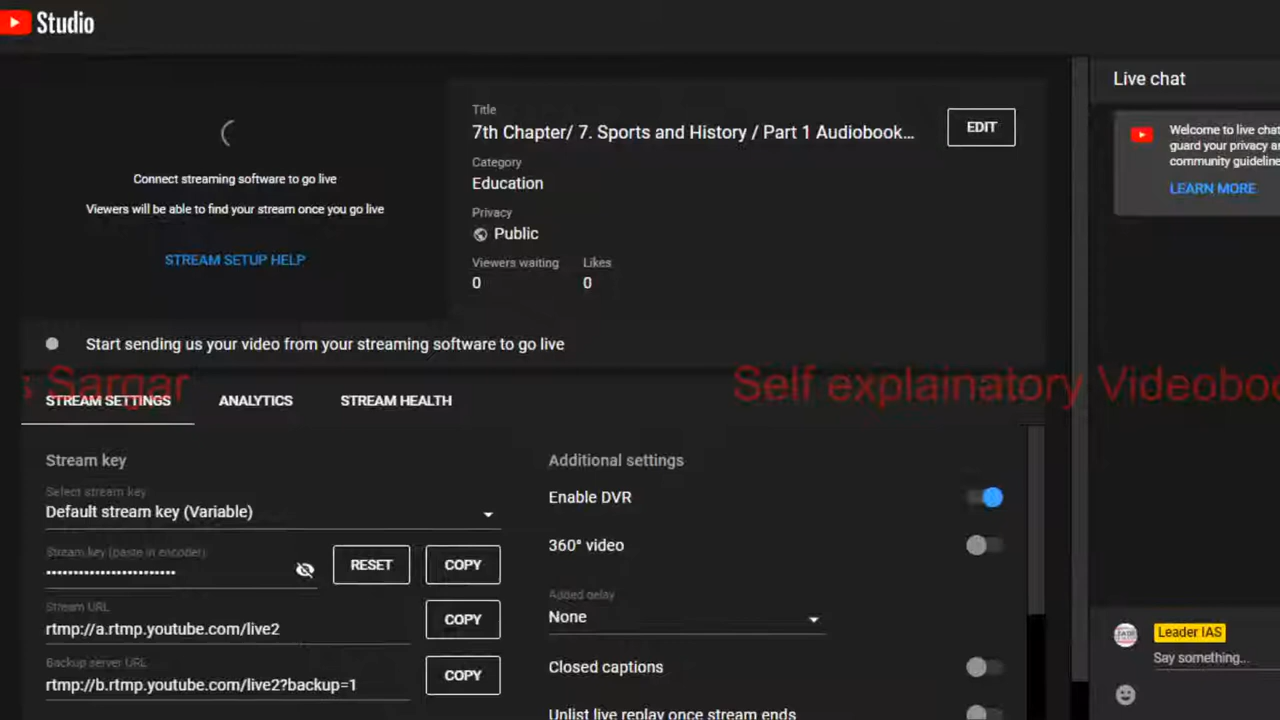 Studio
Connect streaming software to go live
Viewers will be able to find your stream once you go live
STREAM SETUP HELP
Title
7th Chapter/ 7. Sports and History / Part 1 Audiobook...
EDIT
Category
Education
Privacy
Public
Viewers waiting Likes
0 0
Start sending us your video from your streaming software to go live
s Sargar
Self explainatory Videoboo
STREAM SETTINGS ANALYTICS STREAM HEALTH
Stream key
Select stream key
Default stream key (Variable)
Stream key (paste in encoder)
••••••••••••••••••••••••
RESET COPY
Stream URL
rtmp://a.rtmp.youtube.com/live2
COPY
Backup server URL
rtmp://b.rtmp.youtube.com/live2?backup=1
COPY
Additional settings
Enable DVR
360° video
Added delay
None
Closed captions
Unlist live replay once stream ends
Live chat
Welcome to live chat
guard your privacy a
community guideline
LEARN MORE
Leader IAS
Say something...